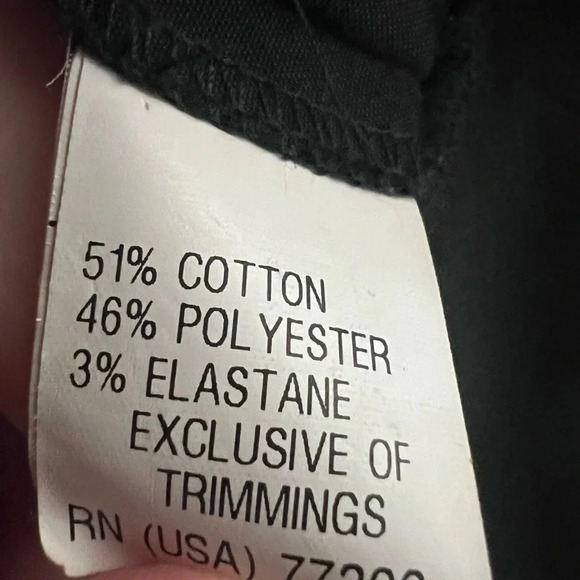 51% COTTON
46% POLYESTER
3% ELASTANE
EXCLUSIVE OF
TRIMMINGS
RN (USA)